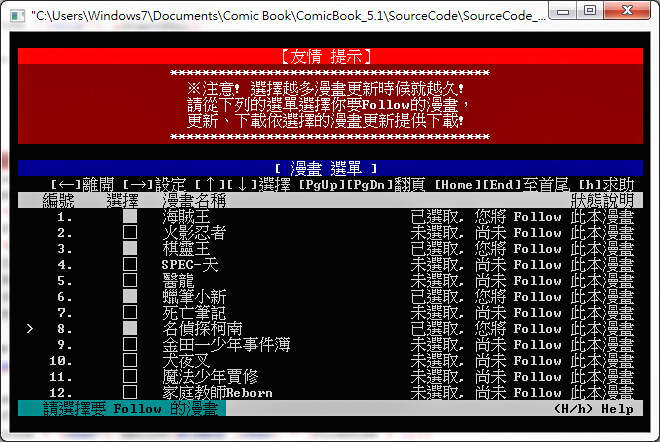 "C:\Users\Windows7\Documents\Comic Book\ComicBook_5.1\SourceCode\SourceCode_...
[友情 提示]
****************************************
※注意! 選擇越多漫畫更新時候就越久!
請從下列的選單選擇你要Follow的漫畫，
更新、下載依選擇的漫畫更新提供下載!
****************************************
[ 漫畫 選單 ]
[←]離開 [→]設定 [↑][↓]選擇 [PgUp][PgDn]翻頁 [Home][End]至首尾 [h]求助
編號 選擇 漫畫名稱 狀態說明
1. ■ 海賊王 已選取, 您將 Follow 此本漫畫
2. □ 火影忍者 未選取, 尚未 Follow 此本漫畫
3. ■ 棋靈王 已選取, 您將 Follow 此本漫畫
4. □ SPEC-天 未選取, 尚未 Follow 此本漫畫
5. □ 醫龍 未選取, 尚未 Follow 此本漫畫
6. ■ 蠟筆小新 已選取, 您將 Follow 此本漫畫
7. □ 死亡筆記 未選取, 尚未 Follow 此本漫畫
> 8. ■ 名偵探柯南 已選取, 您將 Follow 此本漫畫
9. □ 金田一少年事件簿 未選取, 尚未 Follow 此本漫畫
10. □ 犬夜叉 未選取, 尚未 Follow 此本漫畫
11. □ 魔法少年賈修 未選取, 尚未 Follow 此本漫畫
12. □ 家庭教師Reborn 未選取, 尚未 Follow 此本漫畫
請選擇要 Follow 的漫畫 (H/h) Help